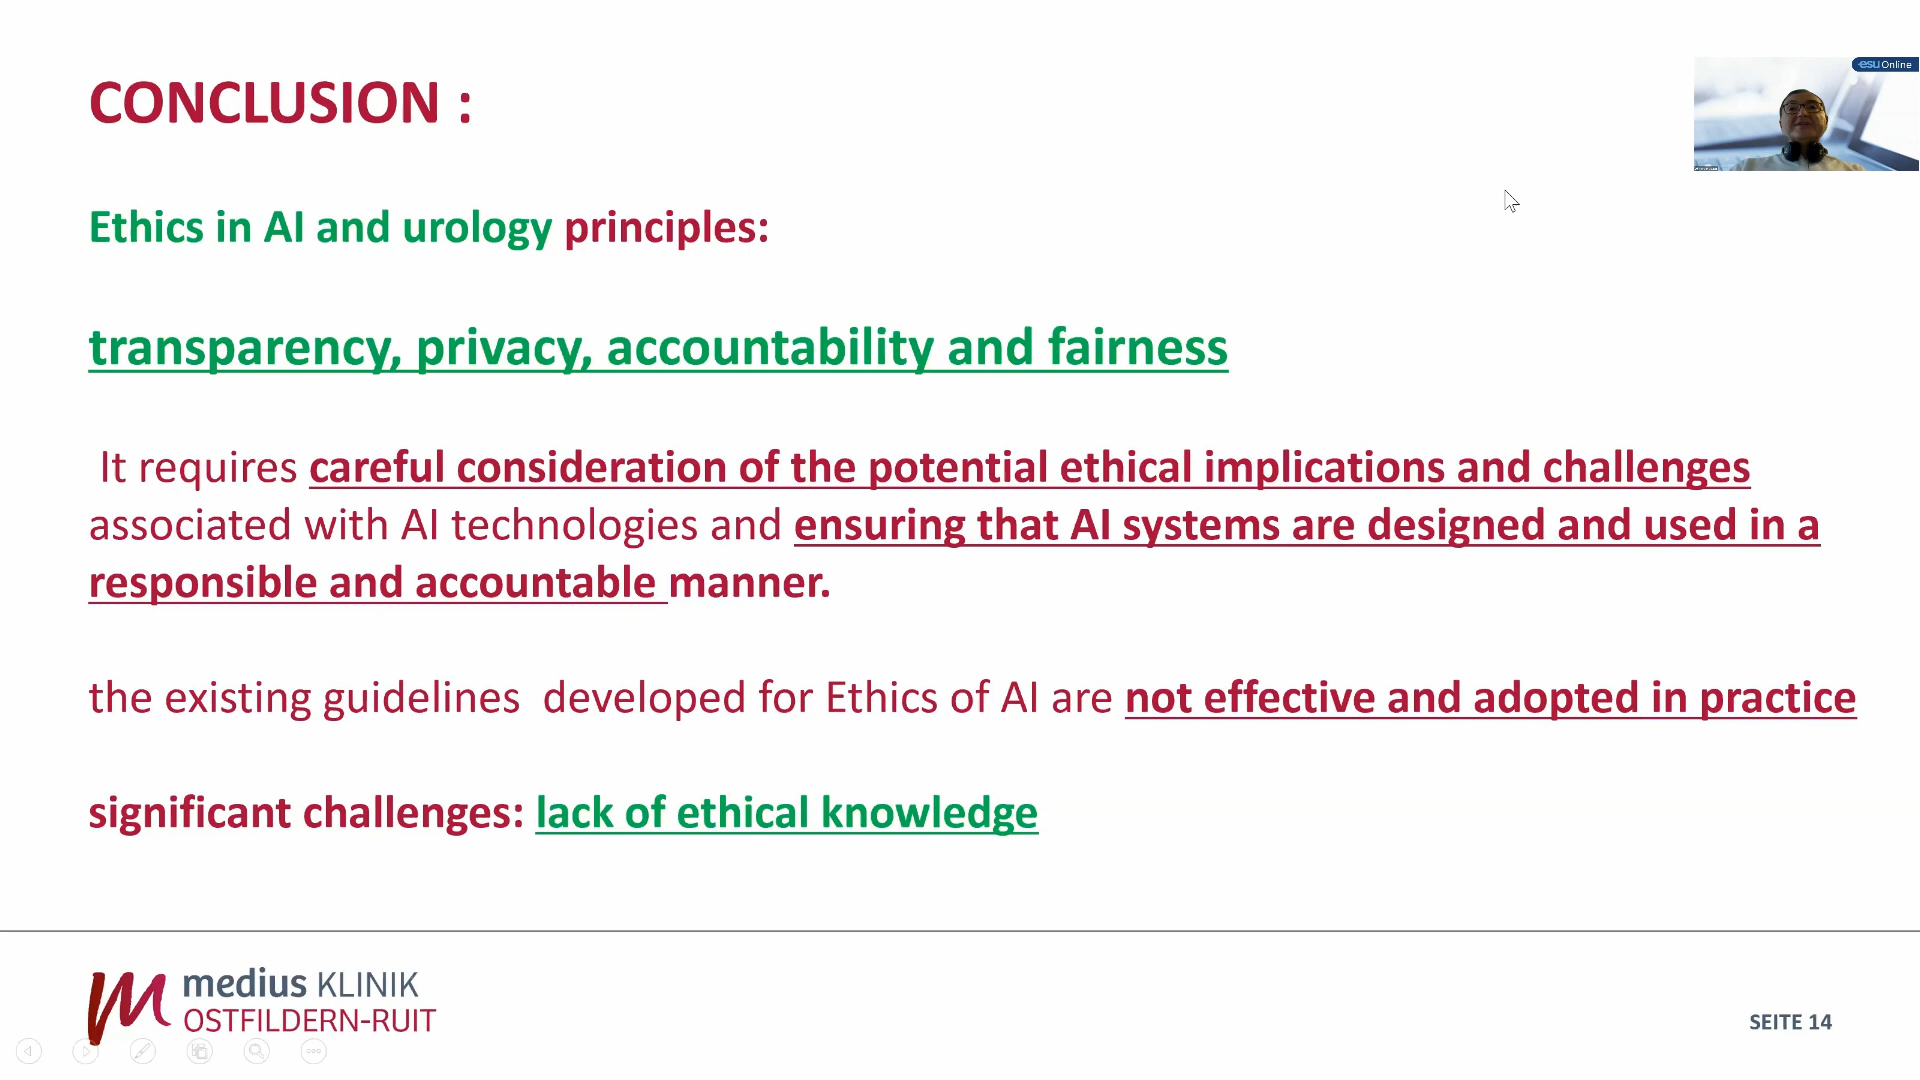 CONCLUSION :
esu Online
Ethics in AI and urology principles:
transparency, privacy, accountability and fairness
It requires careful consideration of the potential ethical implications and challenges
associated with AI technologies and ensuring that AI systems are designed and used in a
responsible and accountable manner.
the existing guidelines  developed for Ethics of AI are not effective and adopted in practice
significant challenges: lack of ethical knowledge
medius KLINIK
OSTFILDERN-RUIT
SEITE 14